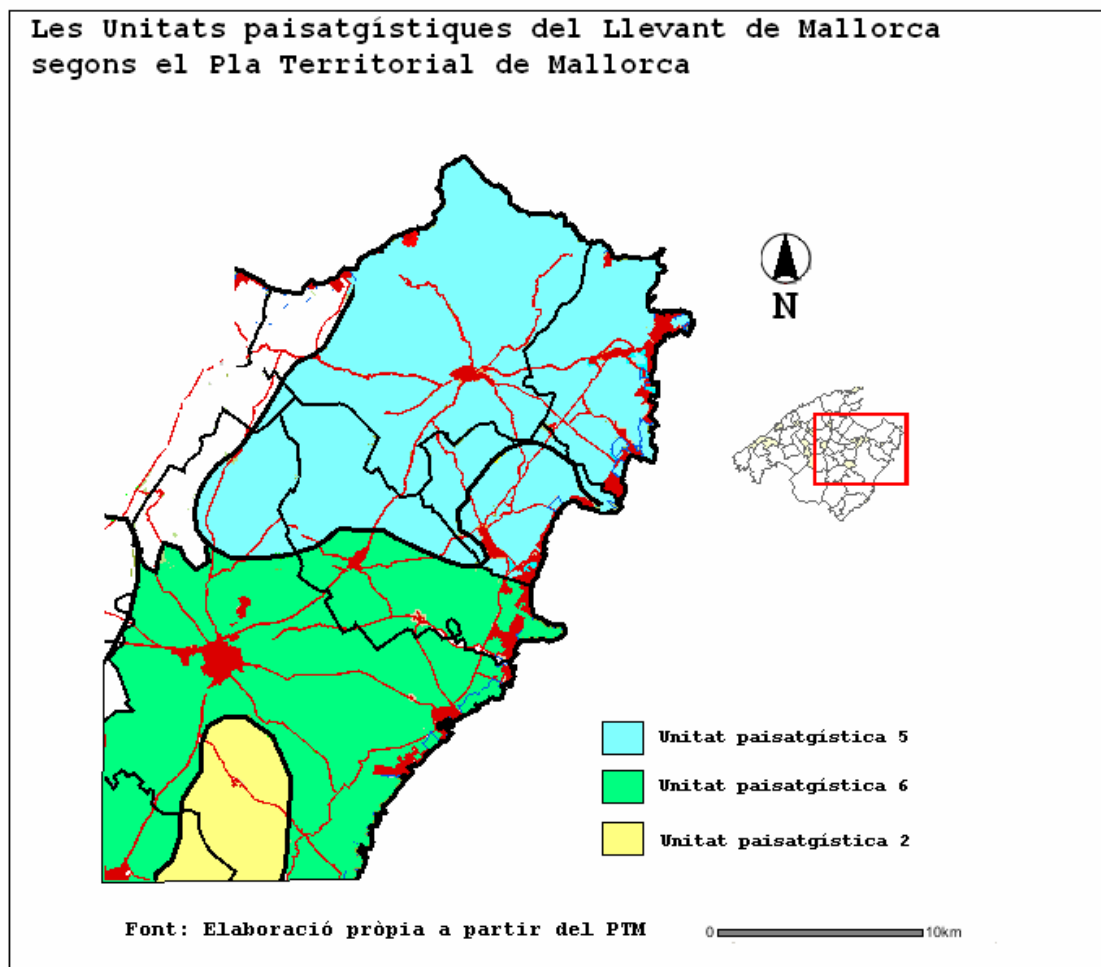 Les Unitats paisatgístiques del Llevant de Mallorca
segons el Pla Territorial de Mallorca
N
Unitat paisatgística 5
Unitat paisatgística 6
Unitat paisatgística 2
Font: Elaboració pròpia a partir del PTM
0 10km